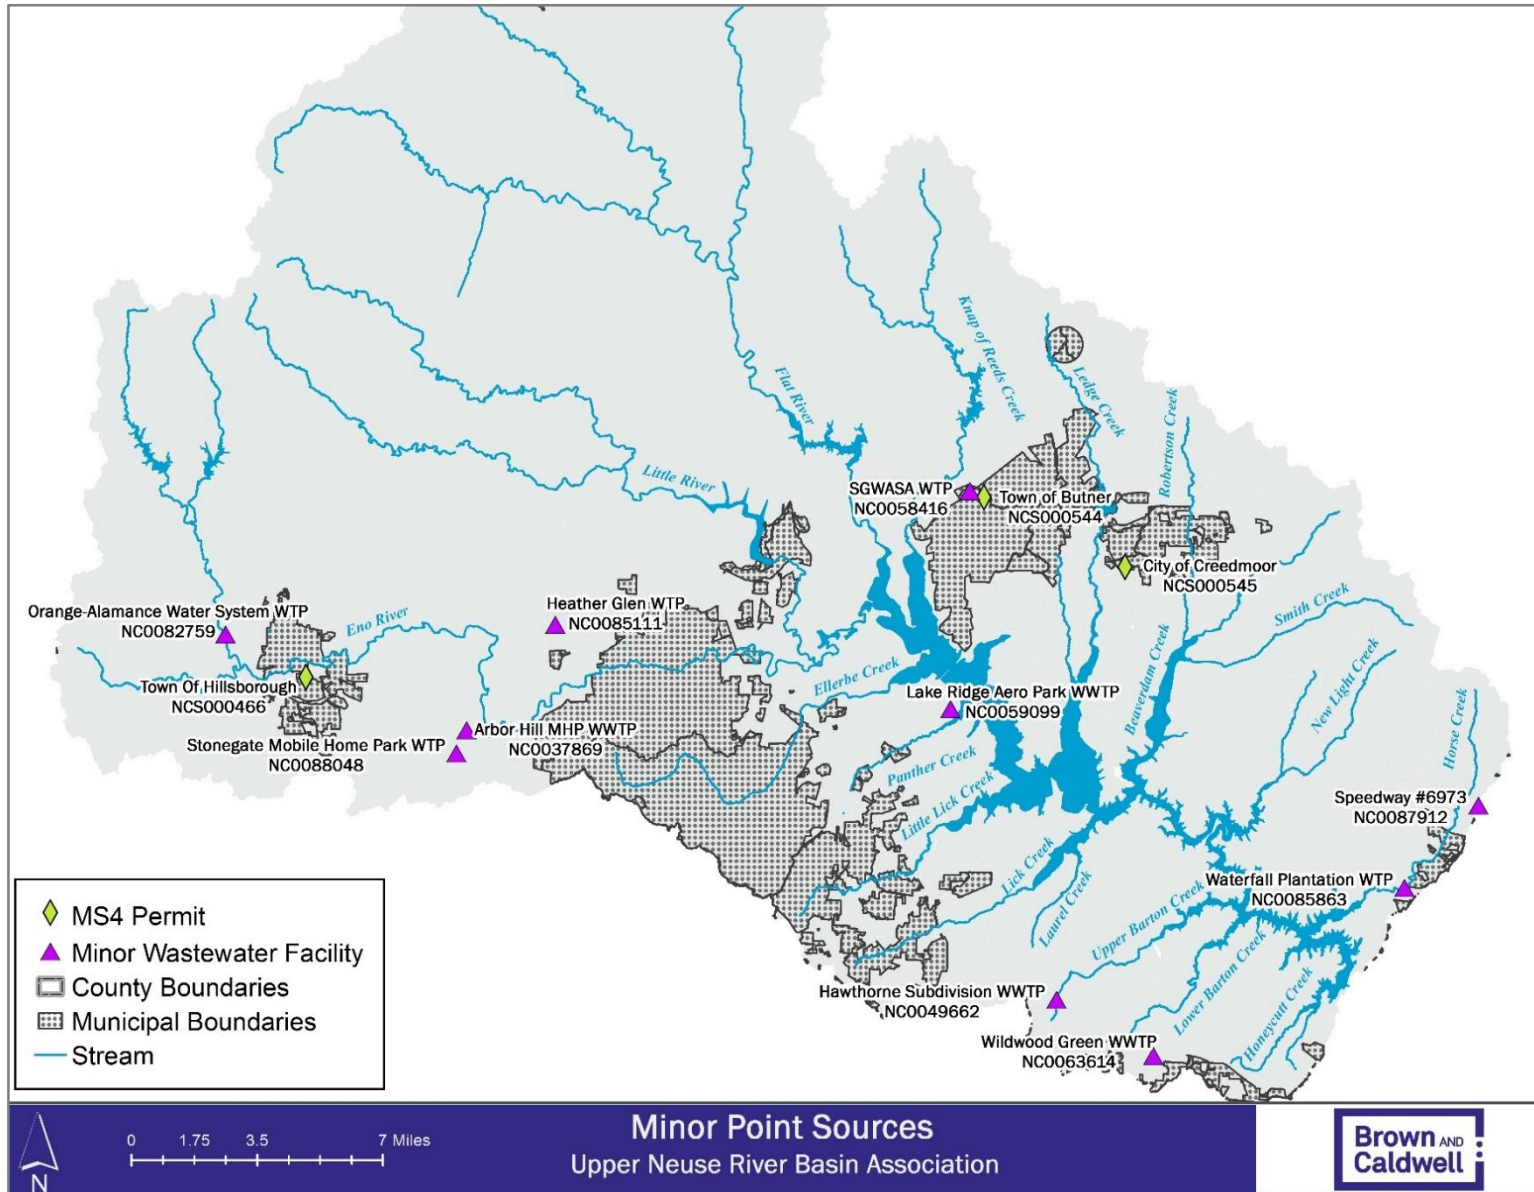 Knap of Reeds Creek
Flat River
Ledge Creek
Robertson Creek
Little River
SGWASA WTP
NC0058416
Town of Butner
NCS000544
City of Creedmoor
NCS000545
Orange-Alamance Water System WTP
NC0082759
Eno River
Heather Glen WTP
NC0085111
Smith Creek
Town Of Hillsborough
NCS000466
Ellerbe Creek
Beaverdam Creek
New Light Creek
Lake Ridge Aero Park WWTP
NC0059099
Horse Creek
Arbor Hill MHP WWTP
NC0037869
Stonegate Mobile Home Park WTP
NC0088048
Panther Creek
Little Lick Creek
Speedway #6973
NC0087912
Lick Creek
Laurel Creek
Waterfall Plantation WTP
NC0085863
Upper Barton Creek
Lower Barton Creek
Honeycutt Creek
Hawthorne Subdivision WWTP
NC0049662
Wildwood Green WWTP
NC0063614
MS4 Permit
Minor Wastewater Facility
County Boundaries
Municipal Boundaries
Stream
N
0 1.75 3.5 7 Miles
Minor Point Sources
Upper Neuse River Basin Association
Brown AND
Caldwell